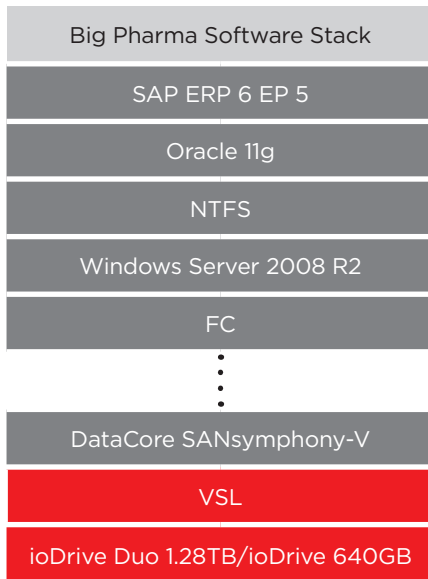 Big Pharma Software Stack
SAP ERP 6 EP 5
Oracle 11g
NTFS
Windows Server 2008 R2
FC
DataCore SANsymphony-V
VSL
ioDrive Duo 1.28TB/ioDrive 640GB